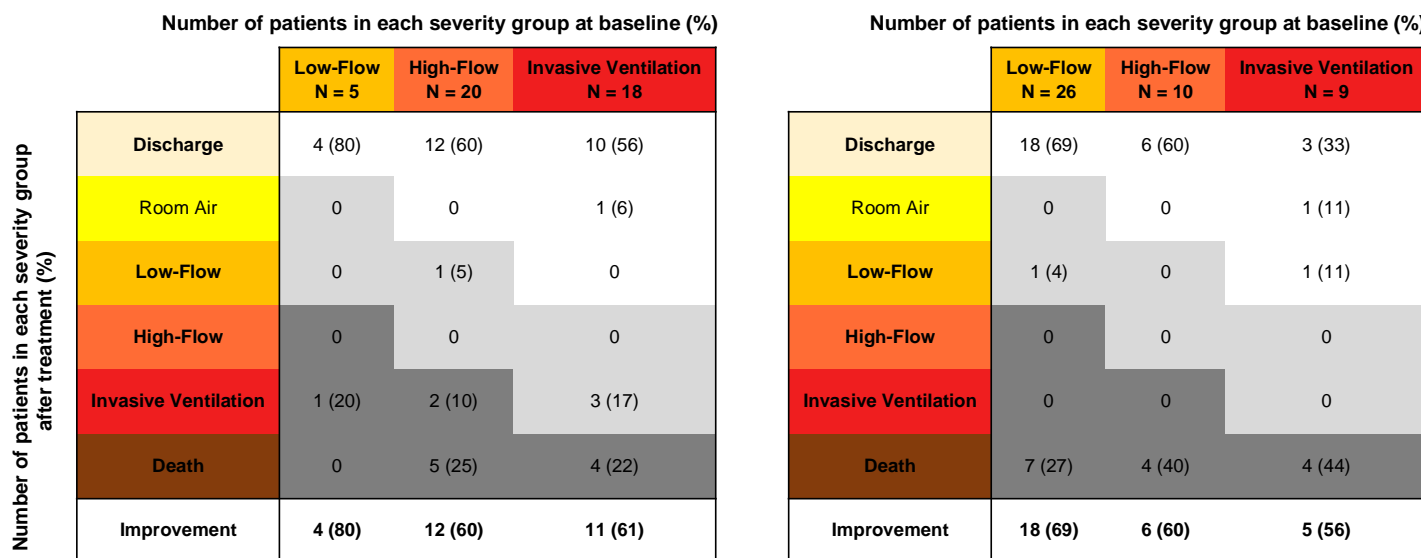 Number of patients in each severity group at baseline (%)
Number of patients in each severity group
after treatment (%)
Low-Flow High-Flow Invasive Ventilation
N = 5 N = 20 N = 18
Discharge 4 (80) 12 (60) 10 (56)
Room Air 0 0 1 (6)
Low-Flow 0 1 (5) 0
High-Flow 0 0 0
Invasive Ventilation 1 (20) 2 (10) 3 (17)
Death 0 5 (25) 4 (22)
Improvement 4 (80) 12 (60) 11 (61)
Number of patients in each severity group at baseline (%)
Low-Flow High-Flow Invasive Ventilation
N = 26 N = 10 N = 9
Discharge 18 (69) 6 (60) 3 (33)
Room Air 0 0 1 (11)
Low-Flow 1 (4) 0 1 (11)
High-Flow 0 0 0
Invasive Ventilation 0 0 0
Death 7 (27) 4 (40) 4 (44)
Improvement 18 (69) 6 (60) 5 (56)